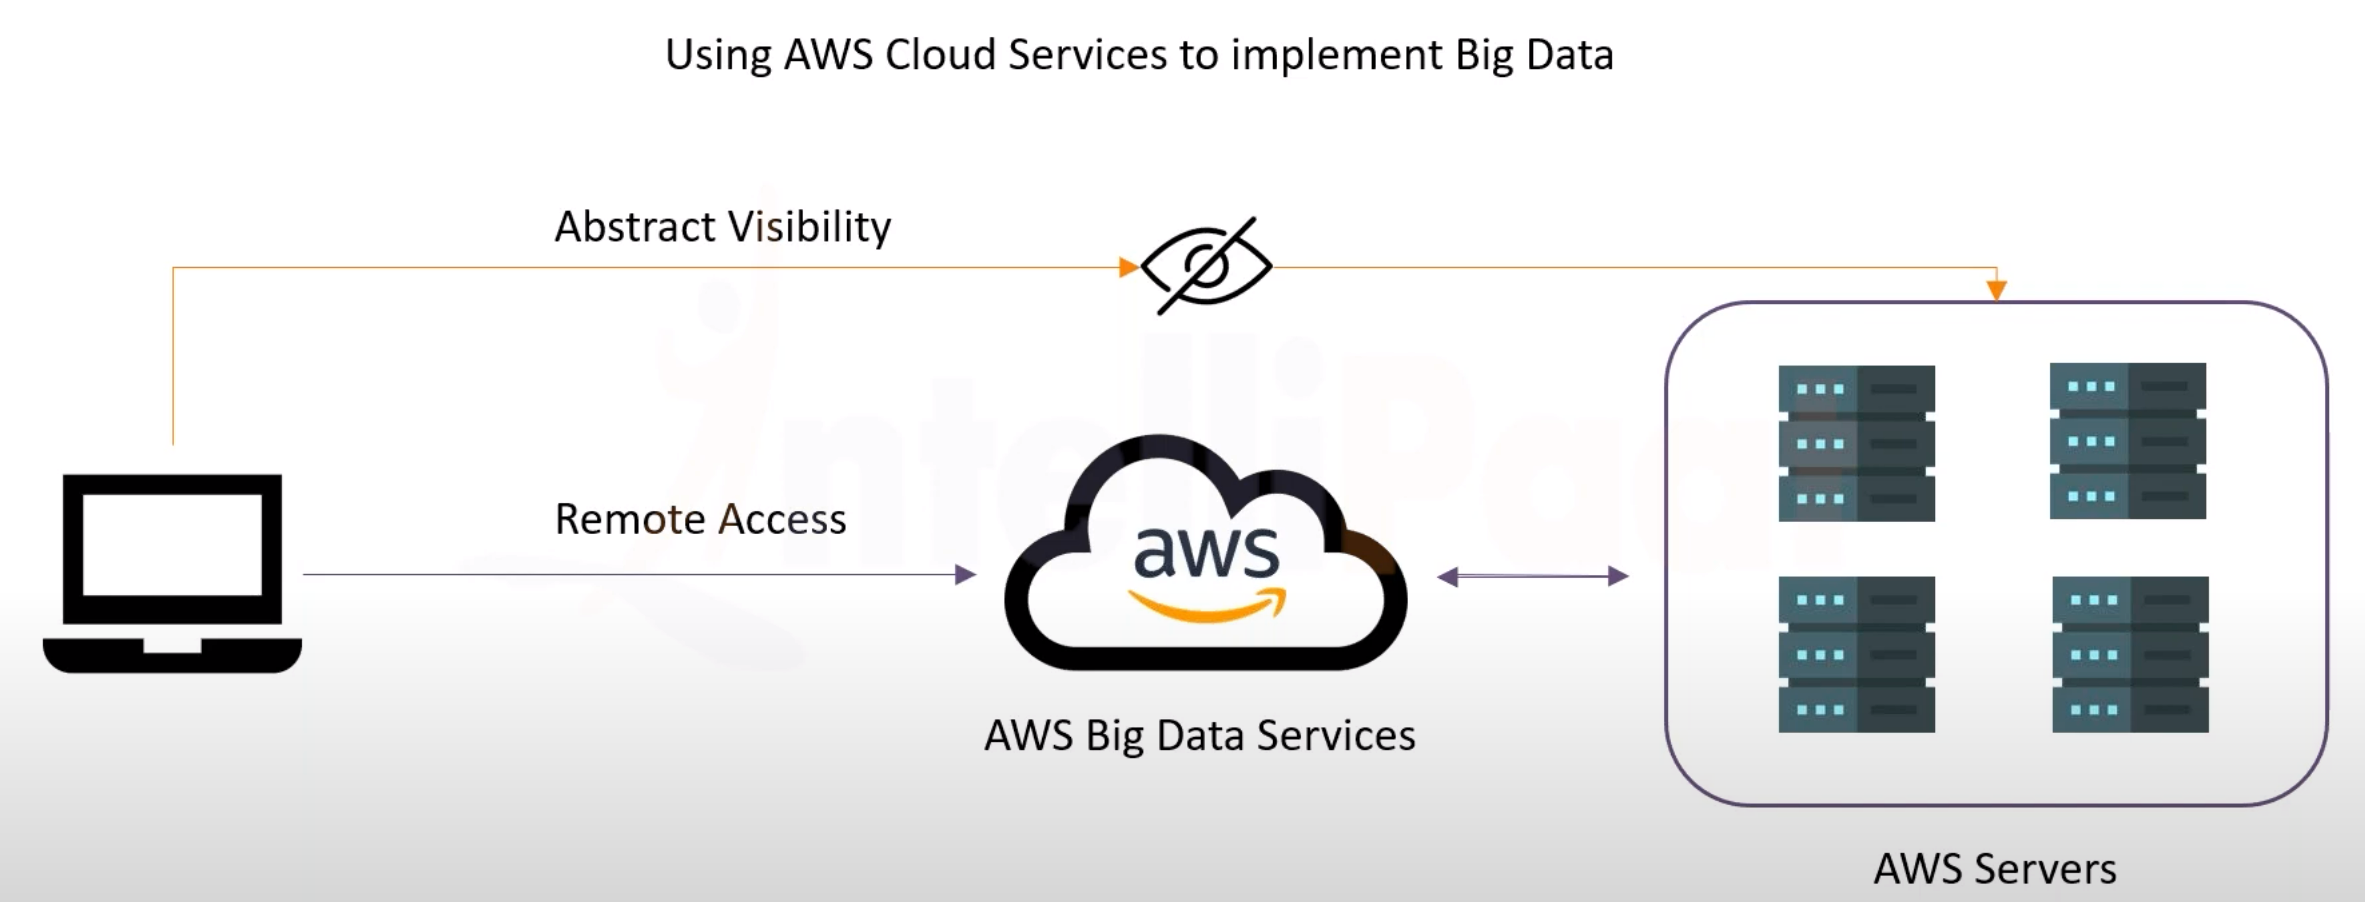 Using AWS Cloud Services to implement Big Data
Abstract Visibility
Remote Access
aws
AWS Big Data Services
AWS Servers
IntelliPaat